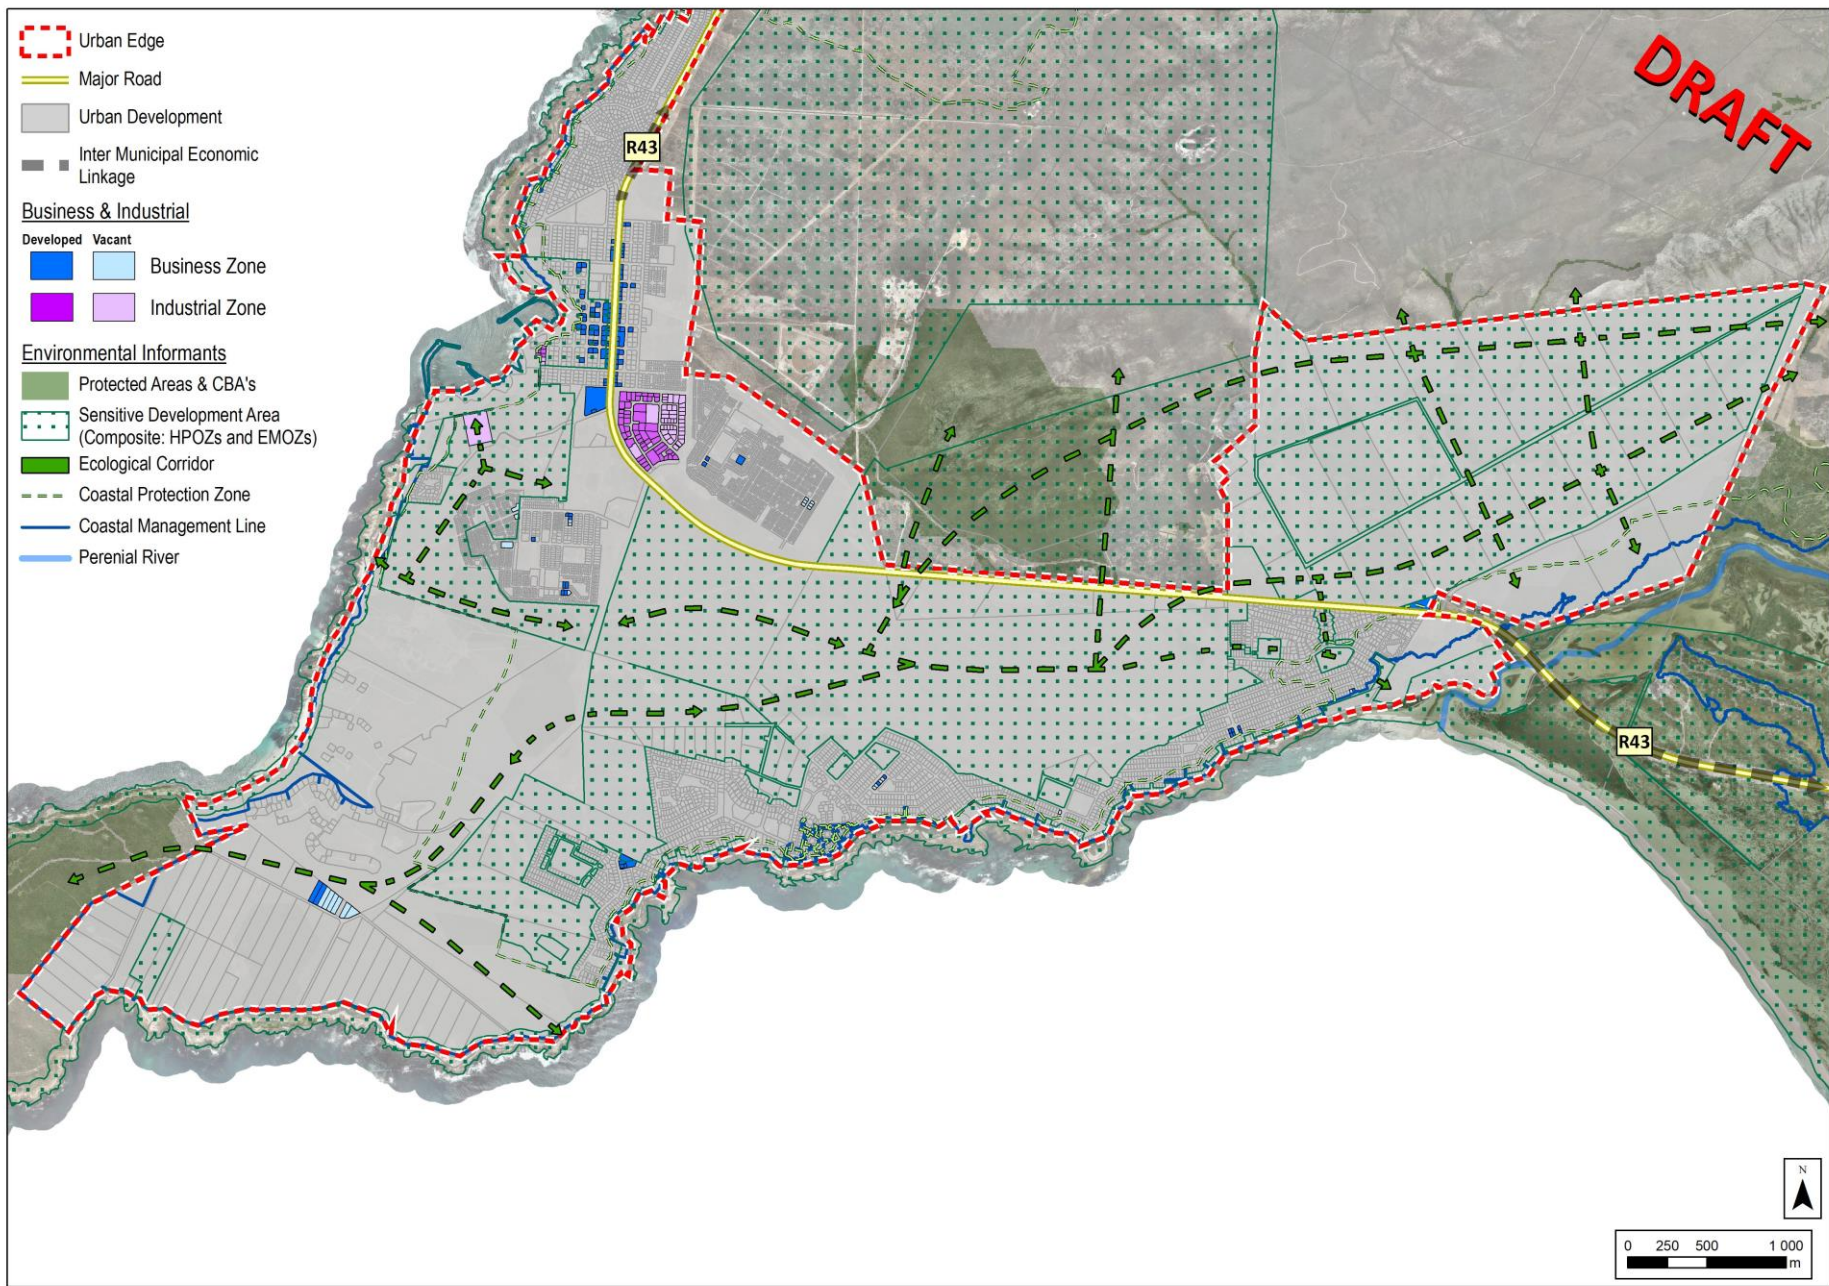 Urban Edge
Major Road
Urban Development
Inter Municipal Economic
Linkage
Business & Industrial
Developed Vacant
Business Zone
Industrial Zone
Environmental Informants
Protected Areas & CBA's
Sensitive Development Area
(Composite: HPOZs and EMOZs)
Ecological Corridor
Coastal Protection Zone
Coastal Management Line
Perenial River
DRAFT
R43
R43
N
0 250 500 1 000
m